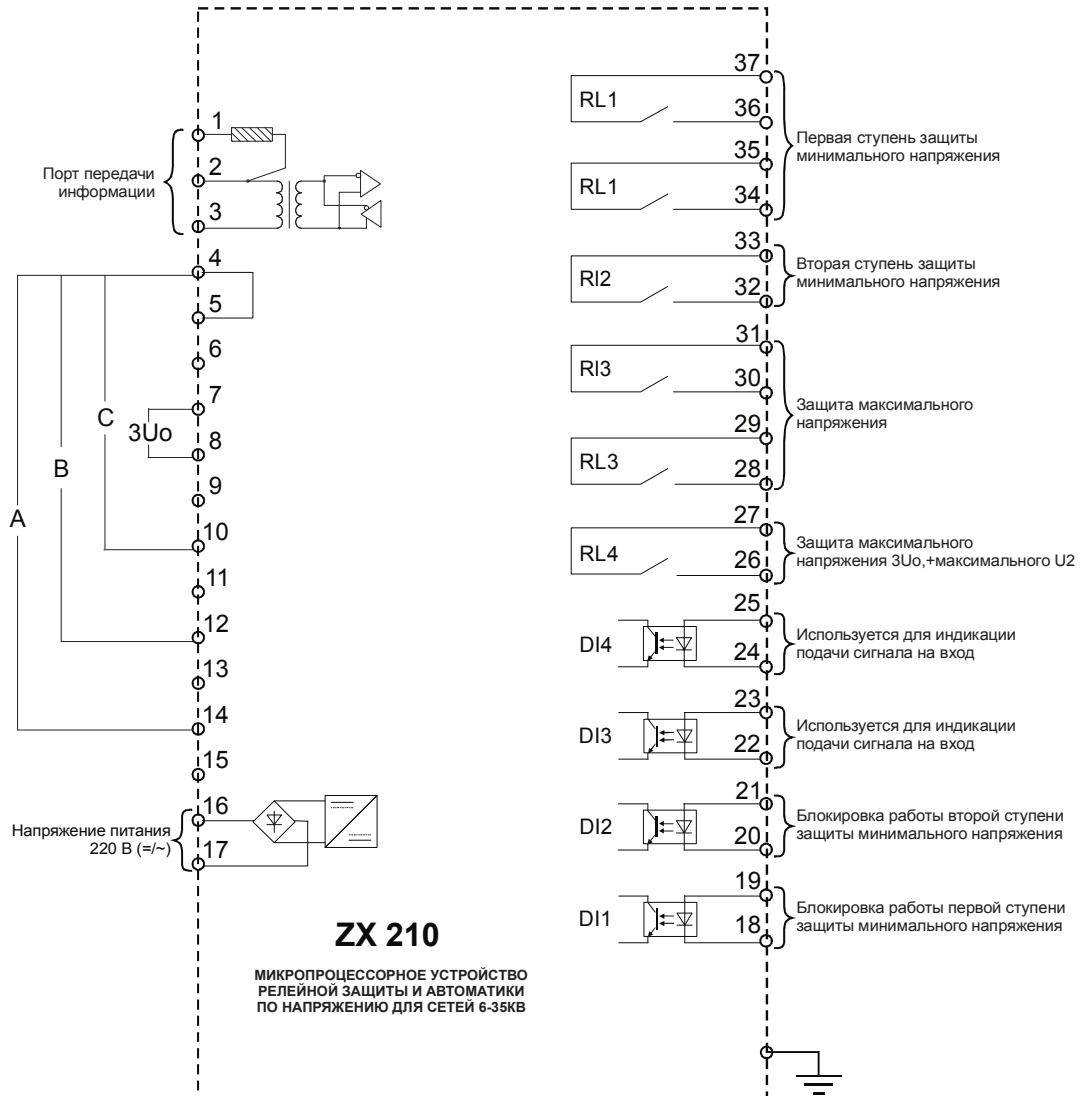 1
2
3
Порт передачи
информации
4
5
6
7
3Uo
8
9
10
11
12
13
14
15
16
17
A
B
C
Напряжение питания
220 В (=/~)
37
RL1
36
35
RL1
34
Первая ступень защиты
минимального напряжения
33
RI2
32
Вторая ступень защиты
минимального напряжения
31
RI3
30
29
RL3
28
Защита максимального
напряжения
27
RL4
26
Защита максимального
напряжения 3Uo,+максимального U2
25
DI4
24
Используется для индикации
подачи сигнала на вход
23
DI3
22
Используется для индикации
подачи сигнала на вход
21
DI2
20
Блокировка работы второй ступени
защиты минимального напряжения
19
DI1
18
Блокировка работы первой ступени
защиты минимального напряжения
ZX 210
МИКРОПРОЦЕССОРНОЕ УСТРОЙСТВО
РЕЛЕЙНОЙ ЗАЩИТЫ И АВТОМАТИКИ
ПО НАПРЯЖЕНИЮ ДЛЯ СЕТЕЙ 6-35КВ